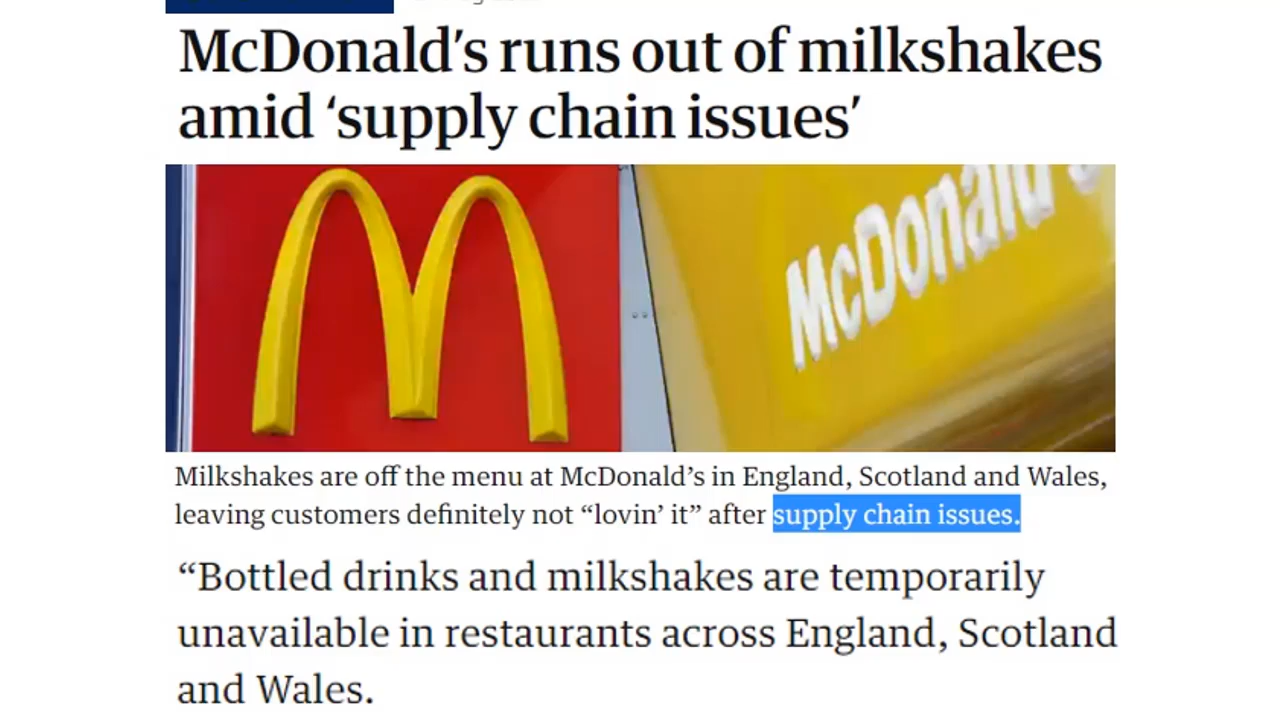 McDonald’s runs out of milkshakes
amid ‘supply chain issues’
McDonald's
Milkshakes are off the menu at McDonald’s in England, Scotland and Wales,
leaving customers definitely not “lovin’ it” after supply chain issues.
“Bottled drinks and milkshakes are temporarily
unavailable in restaurants across England, Scotland
and Wales.